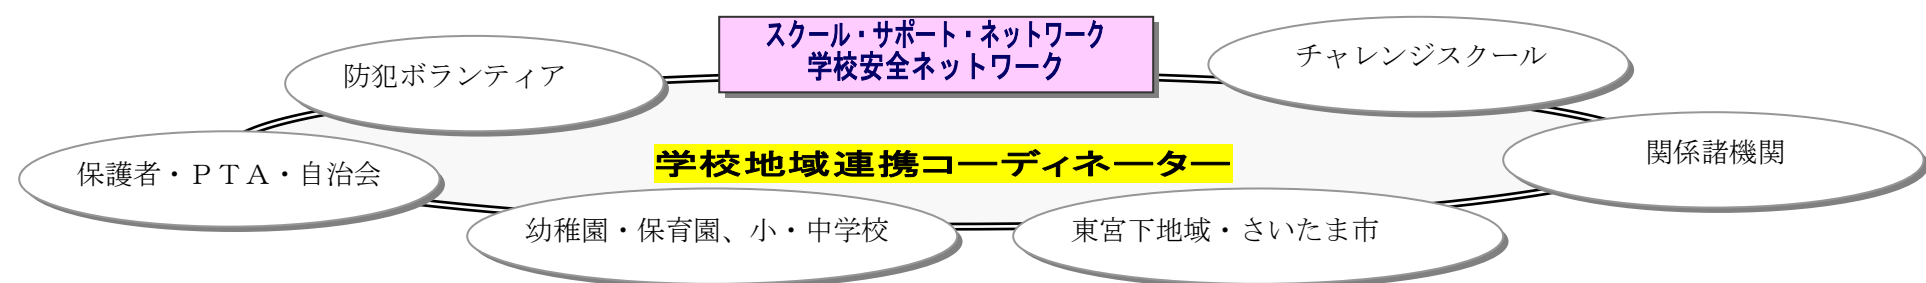 スクール・サポート・ネットワーク
学校安全ネットワーク
チャレンジスクール
防犯ボランティア
関係諸機関
学校地域連携コーディネーター
保護者・ＰＴＡ・自治会
幼稚園・保育園、小・中学校
東宮下地域・さいたま市